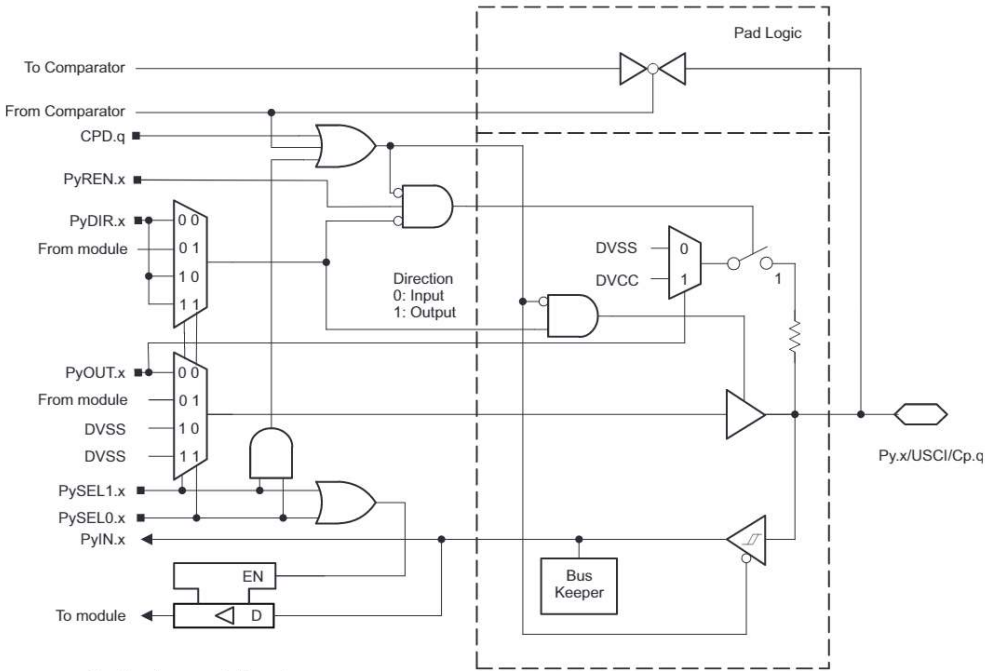 Pad Logic
To Comparator
From Comparator
CPD.q
PyREN.x
PyDIR.x
0 0
From module
0 1
1 0
1 1
Direction
0: Input
1: Output
DVSS
0
DVCC
1
1
PyOUT.x
0 0
From module
0 1
DVSS
1 0
DVSS
1 1
Py.x/USCI/Cp.q
PySEL1.x
PySEL0.x
PyIN.x
EN
Bus
Keeper
To module
D